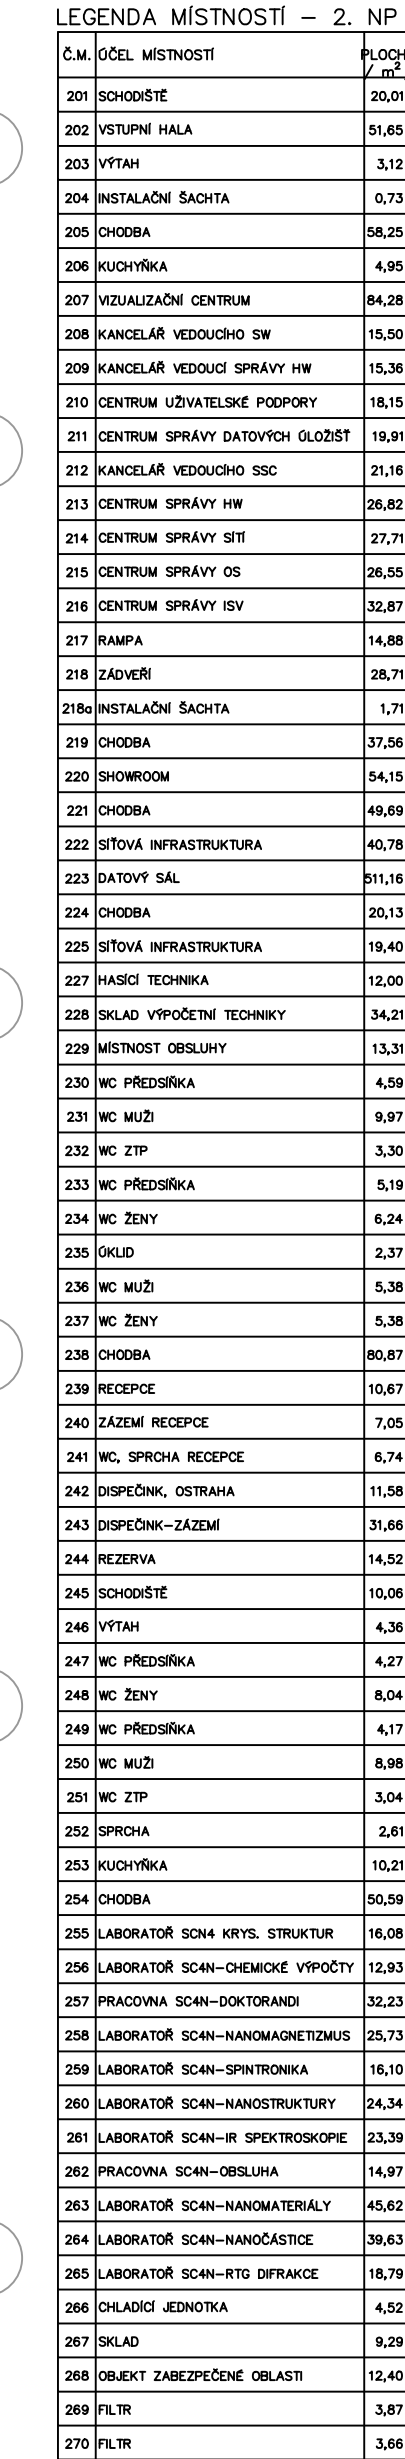 LEGENDA MÍSTNOSTÍ – 2. NP
Č.M. ÚČEL MÍSTNOSTÍ PLOCH
/ m²
201 SCHODIŠTĚ 20,01
202 VSTUPNÍ HALA 51,65
203 VÝTAH 3,12
204 INSTALAČNÍ ŠACHTA 0,73
205 CHODBA 58,25
206 KUCHYŇKA 4,95
207 VIZUALIZAČNÍ CENTRUM 84,28
208 KANCELÁŘ VEDOUCÍHO SW 15,50
209 KANCELÁŘ VEDOUCÍ SPRÁVY HW 15,36
210 CENTRUM UŽIVATELSKÉ PODPORY 18,15
211 CENTRUM SPRÁVY DATOVÝCH ÚLOŽIŠŤ 19,91
212 KANCELÁŘ VEDOUCÍHO SSC 21,16
213 CENTRUM SPRÁVY HW 26,82
214 CENTRUM SPRÁVY SÍTÍ 27,71
215 CENTRUM SPRÁVY OS 26,55
216 CENTRUM SPRÁVY ISV 32,87
217 RAMPA 14,88
218 ZÁDVEŘÍ 28,71
218a INSTALAČNÍ ŠACHTA 1,71
219 CHODBA 37,56
220 SHOWROOM 54,15
221 CHODBA 49,69
222 SÍŤOVÁ INFRASTRUKTURA 40,78
223 DATOVÝ SÁL 511,16
224 CHODBA 20,13
225 SÍŤOVÁ INFRASTRUKTURA 19,40
227 HASÍCÍ TECHNIKA 12,00
228 SKLAD VÝPOČETNÍ TECHNIKY 34,21
229 MÍSTNOST OBSLUHY 13,31
230 WC PŘEDSÍŇKA 4,59
231 WC MUŽI 9,97
232 WC ZTP 3,30
233 WC PŘEDSÍŇKA 5,19
234 WC ŽENY 6,24
235 ÚKLID 2,37
236 WC MUŽI 5,38
237 WC ŽENY 5,38
238 CHODBA 80,87
239 RECEPCE 10,67
240 ZÁZEMÍ RECEPCE 7,05
241 WC, SPRCHA RECEPCE 6,74
242 DISPEČINK, OSTRAHA 11,58
243 DISPEČINK–ZÁZEMÍ 31,66
244 REZERVA 14,52
245 SCHODIŠTĚ 10,06
246 VÝTAH 4,36
247 WC PŘEDSÍŇKA 4,27
248 WC ŽENY 8,04
249 WC PŘEDSÍŇKA 4,17
250 WC MUŽI 8,98
251 WC ZTP 3,04
252 SPRCHA 2,61
253 KUCHYŇKA 10,21
254 CHODBA 50,59
255 LABORATOŘ SCN4 KRYS. STRUKTUR 16,08
256 LABORATOŘ SC4N–CHEMICKÉ VÝPOČTY 12,93
257 PRACOVNA SC4N–DOKTORANDI 32,23
258 LABORATOŘ SC4N–NANOMAGNETIZMUS 25,73
259 LABORATOŘ SC4N–SPINTRONIKA 16,10
260 LABORATOŘ SC4N–NANOSTRUKTURY 24,34
261 LABORATOŘ SC4N–IR SPEKTROSKOPIE 23,39
262 PRACOVNA SC4N–OBSLUHA 14,97
263 LABORATOŘ SC4N–NANOMATERIÁLY 45,62
264 LABORATOŘ SC4N–NANOČÁSTICE 39,63
265 LABORATOŘ SC4N–RTG DIFRAKCE 18,79
266 CHLADÍCÍ JEDNOTKA 4,52
267 SKLAD 9,29
268 OBJEKT ZABEZPEČENÉ OBLASTI 12,40
269 FILTR 3,87
270 FILTR 3,66